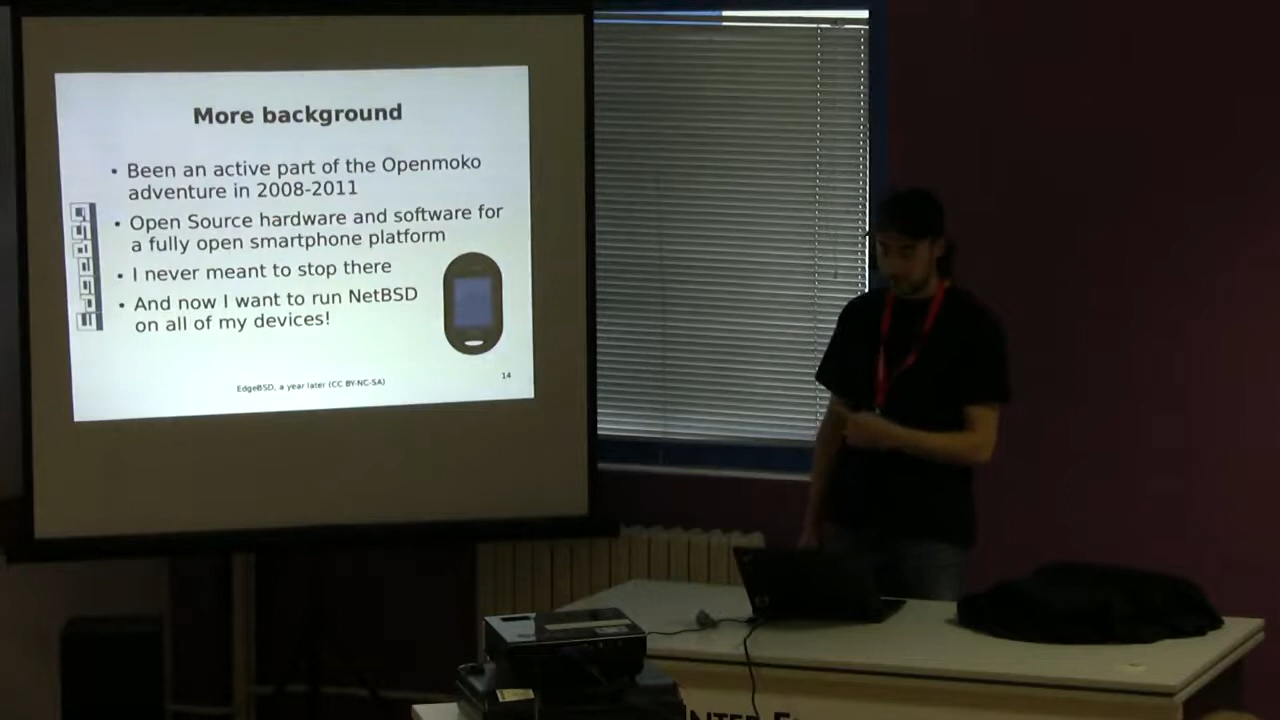 More background
• Been an active part of the Openmoko
adventure in 2008-2011
• Open Source hardware and software for
a fully open smartphone platform
• I never meant to stop there
• And now I want to run NetBSD
on all of my devices!
EdgeBSD, a year later (CC BY-NC-SA)
14